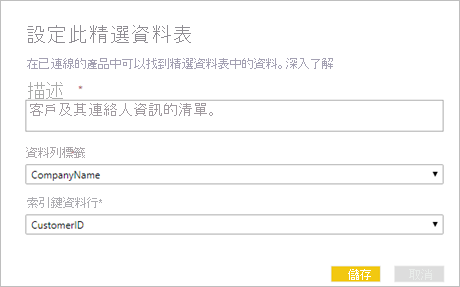 設定此精選資料表
在已連線的產品中可以找到精選資料表中的資料。深入了解
描述 *
客戶及其連絡人資訊的清單。
資料列標籤
CompanyName
索引鍵資料行*
CustomerID
儲存 取消